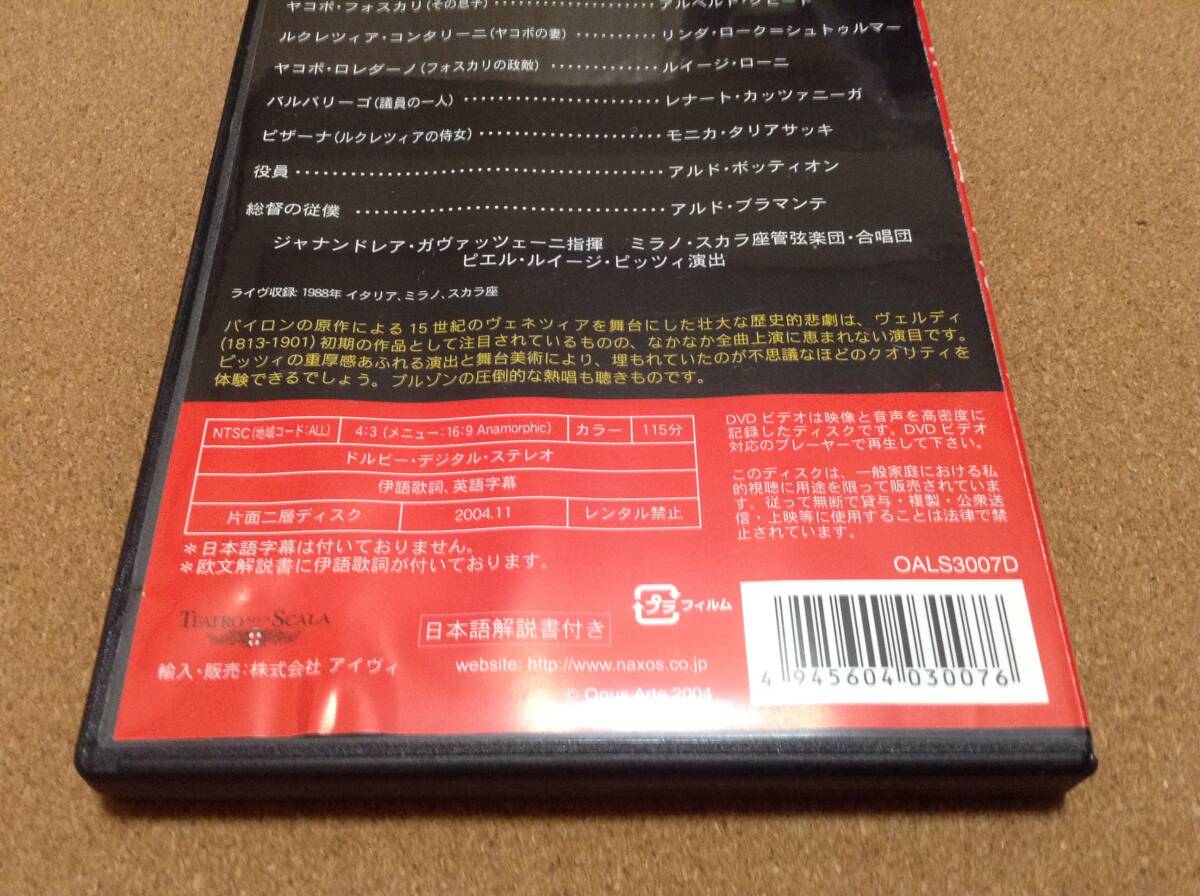 ヤコポ・フォスカリ(その息子)‥‥‥‥‥‥‥‥‥アルベルト・クピード
ルクレツィア・コンタリーニ(ヤコポの妻)‥‥‥‥リンダ・ローク=シュトゥルマー
ヤコポ・ロレダーノ(フォスカリの政敵)‥‥‥‥‥ルイージ・ローニ
バルバリーゴ(議員の一人)‥‥‥‥‥‥‥‥‥‥レナート・カッツァニーガ
ピザーナ(ルクレツィアの侍女)‥‥‥‥‥‥‥‥モニカ・タリアサッキ
役員‥‥‥‥‥‥‥‥‥‥‥‥‥‥‥‥‥‥アルド・ボッティオン
総督の従僕 ‥‥‥‥‥‥‥‥‥‥‥‥‥‥‥アルド・ブラマンテ
ジャナンドレア・ガヴァッツェーニ指揮 ミラノ・スカラ座管弦楽団・合唱団
ピエル・ルイージ・ピッツィ演出
ライヴ収録: 1988年 イタリア、ミラノ、スカラ座
バイロンの原作による15世紀のヴェネツィアを舞台にした壮大な歴史的悲劇は、ヴェルディ
(1813-1901)初期の作品として注目されているものの、なかなか全曲上演に恵まれない演目です。
ピッツィの重厚感あふれる演出と舞台美術により、埋もれていたのが不思議なほどのクオリティを
体験できるでしょう。ブルゾンの圧倒的な熱唱も聴きものです。
NTSC(地域コード:ALL) 4:3 (メニュー:16:9 Anamorphic) カラー 115分
ドルビー・デジタル・ステレオ
伊語歌詞、英語字幕
片面二層ディスク 2004.11 レンタル禁止
＊日本語字幕は付いておりません。
＊欧文解説書に伊語歌詞が付いております。
DVDビデオは映像と音声を高密度に
記録したディスクです。DVDビデオ
対応のプレーヤーで再生して下さい。
このディスクは、一般家庭における私
的視聴に用途を限って販売されていま
す。従って無断で貸与・複製・公衆送
信・上映等に使用することは法律で禁
止されています。
OALS3007D
プラ フィルム
TEATRO ALLA SCALA
日本語解説書付き
輸入・販売:株式会社 アイヴィ
website: http://www.naxos.co.jp
© Opus Arte 2004
4 945604 030076